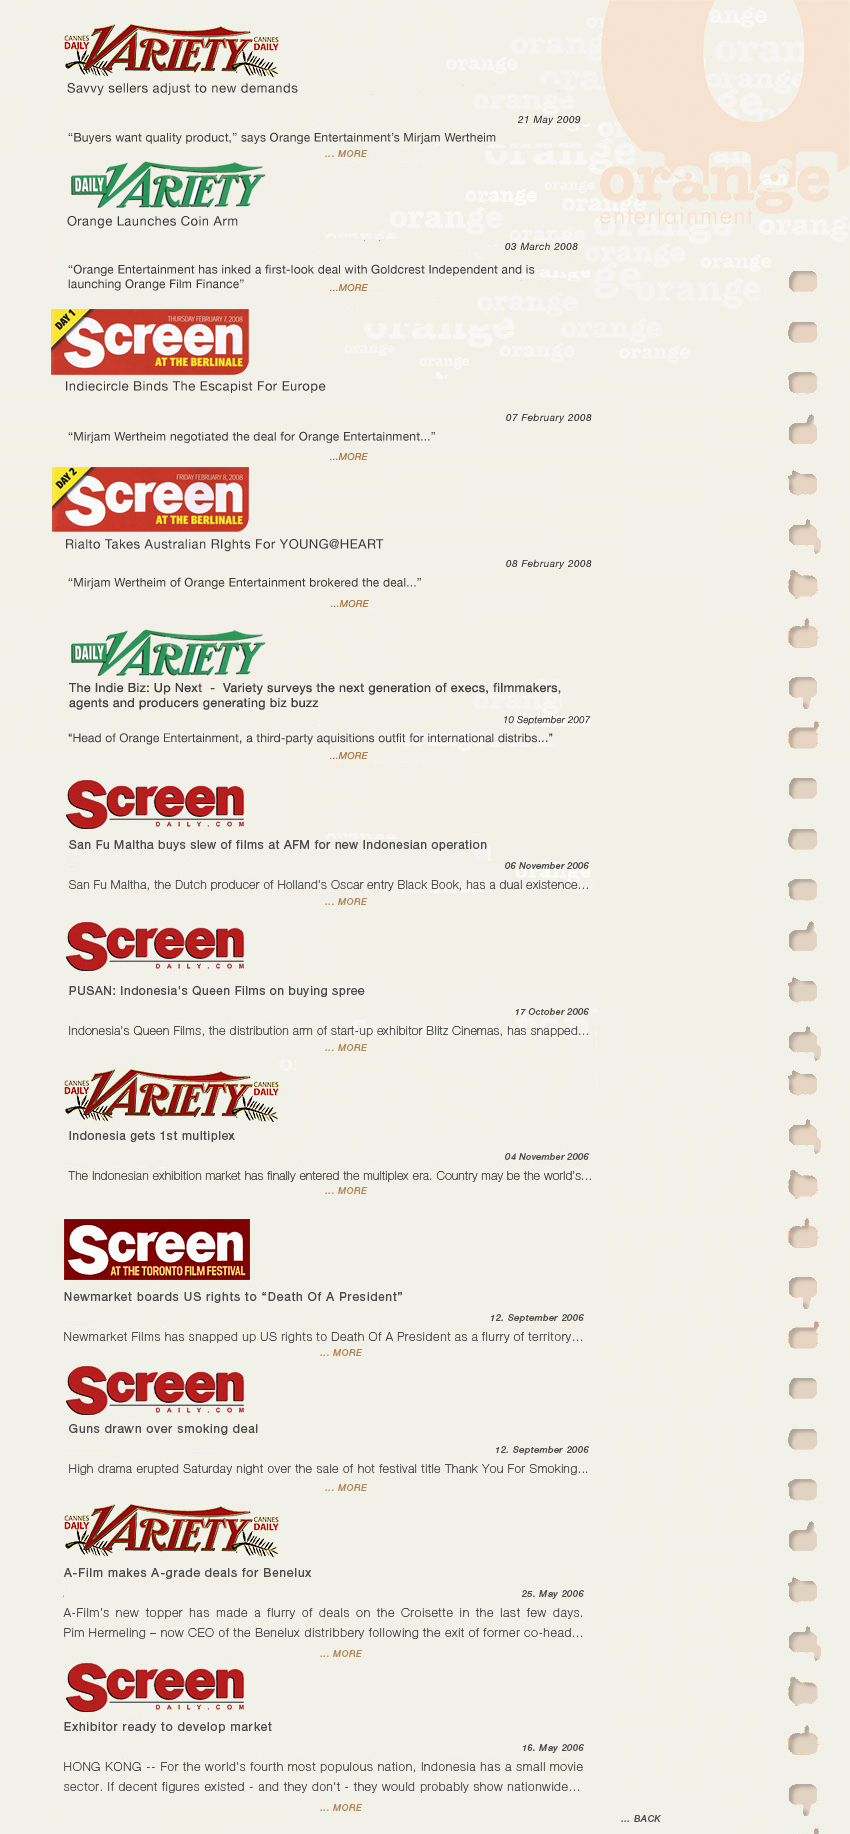 CANNES DAILY VARIETY CANNES DAILY
Savvy sellers adjust to new demands
21 May 2009
“Buyers want quality product,” says Orange Entertainment’s Mirjam Wertheim
... MORE
orange
entertainment
DAILY VARIETY
Orange Launches Coin Arm
03 March 2008
“Orange Entertainment has inked a first-look deal with Goldcrest Independent and is
launching Orange Film Finance”
...MORE
DAY 1
THURSDAY FEBRUARY 7, 2008
Screen
AT THE BERLINALE
Indiecircle Binds The Escapist For Europe
07 February 2008
“Mirjam Wertheim negotiated the deal for Orange Entertainment...”
...MORE
DAY 2
FRIDAY FEBRUARY 8, 2008
Screen
AT THE BERLINALE
Rialto Takes Australian RIghts For YOUNG@HEART
08 February 2008
“Mirjam Wertheim of Orange Entertainment brokered the deal...”
...MORE
DAILY VARIETY
The Indie Biz: Up Next - Variety surveys the next generation of execs, filmmakers,
agents and producers generating biz buzz
10 September 2007
“Head of Orange Entertainment, a third-party aquisitions outfit for international distribs...”
...MORE
Screen
DAILY.COM
San Fu Maltha buys slew of films at AFM for new Indonesian operation
06 November 2006
San Fu Maltha, the Dutch producer of Holland's Oscar entry Black Book, has a dual existence...
... MORE
Screen
DAILY.COM
PUSAN: Indonesia's Queen Films on buying spree
17 October 2006
Indonesia's Queen Films, the distribution arm of start-up exhibitor Blitz Cinemas, has snapped...
... MORE
CANNES DAILY VARIETY CANNES DAILY
Indonesia gets 1st multiplex
04 November 2006
The Indonesian exhibition market has finally entered the multiplex era. Country may be the world's...
... MORE
Screen
AT THE TORONTO FILM FESTIVAL
Newmarket boards US rights to “Death Of A President”
12. September 2006
Newmarket Films has snapped up US rights to Death Of A President as a flurry of territory...
... MORE
Screen
DAILY.COM
Guns drawn over smoking deal
12. September 2006
High drama erupted Saturday night over the sale of hot festival title Thank You For Smoking...
... MORE
CANNES DAILY VARIETY CANNES DAILY
A-Film makes A-grade deals for Benelux
25. May 2006
A-Film's new topper has made a flurry of deals on the Croisette in the last few days.
Pim Hermeling – now CEO of the Benelux distribbery following the exit of former co-head...
... MORE
Screen
DAILY.COM
Exhibitor ready to develop market
16. May 2006
HONG KONG -- For the world's fourth most populous nation, Indonesia has a small movie
sector. If decent figures existed - and they don't - they would probably show nationwide...
... MORE
... BACK